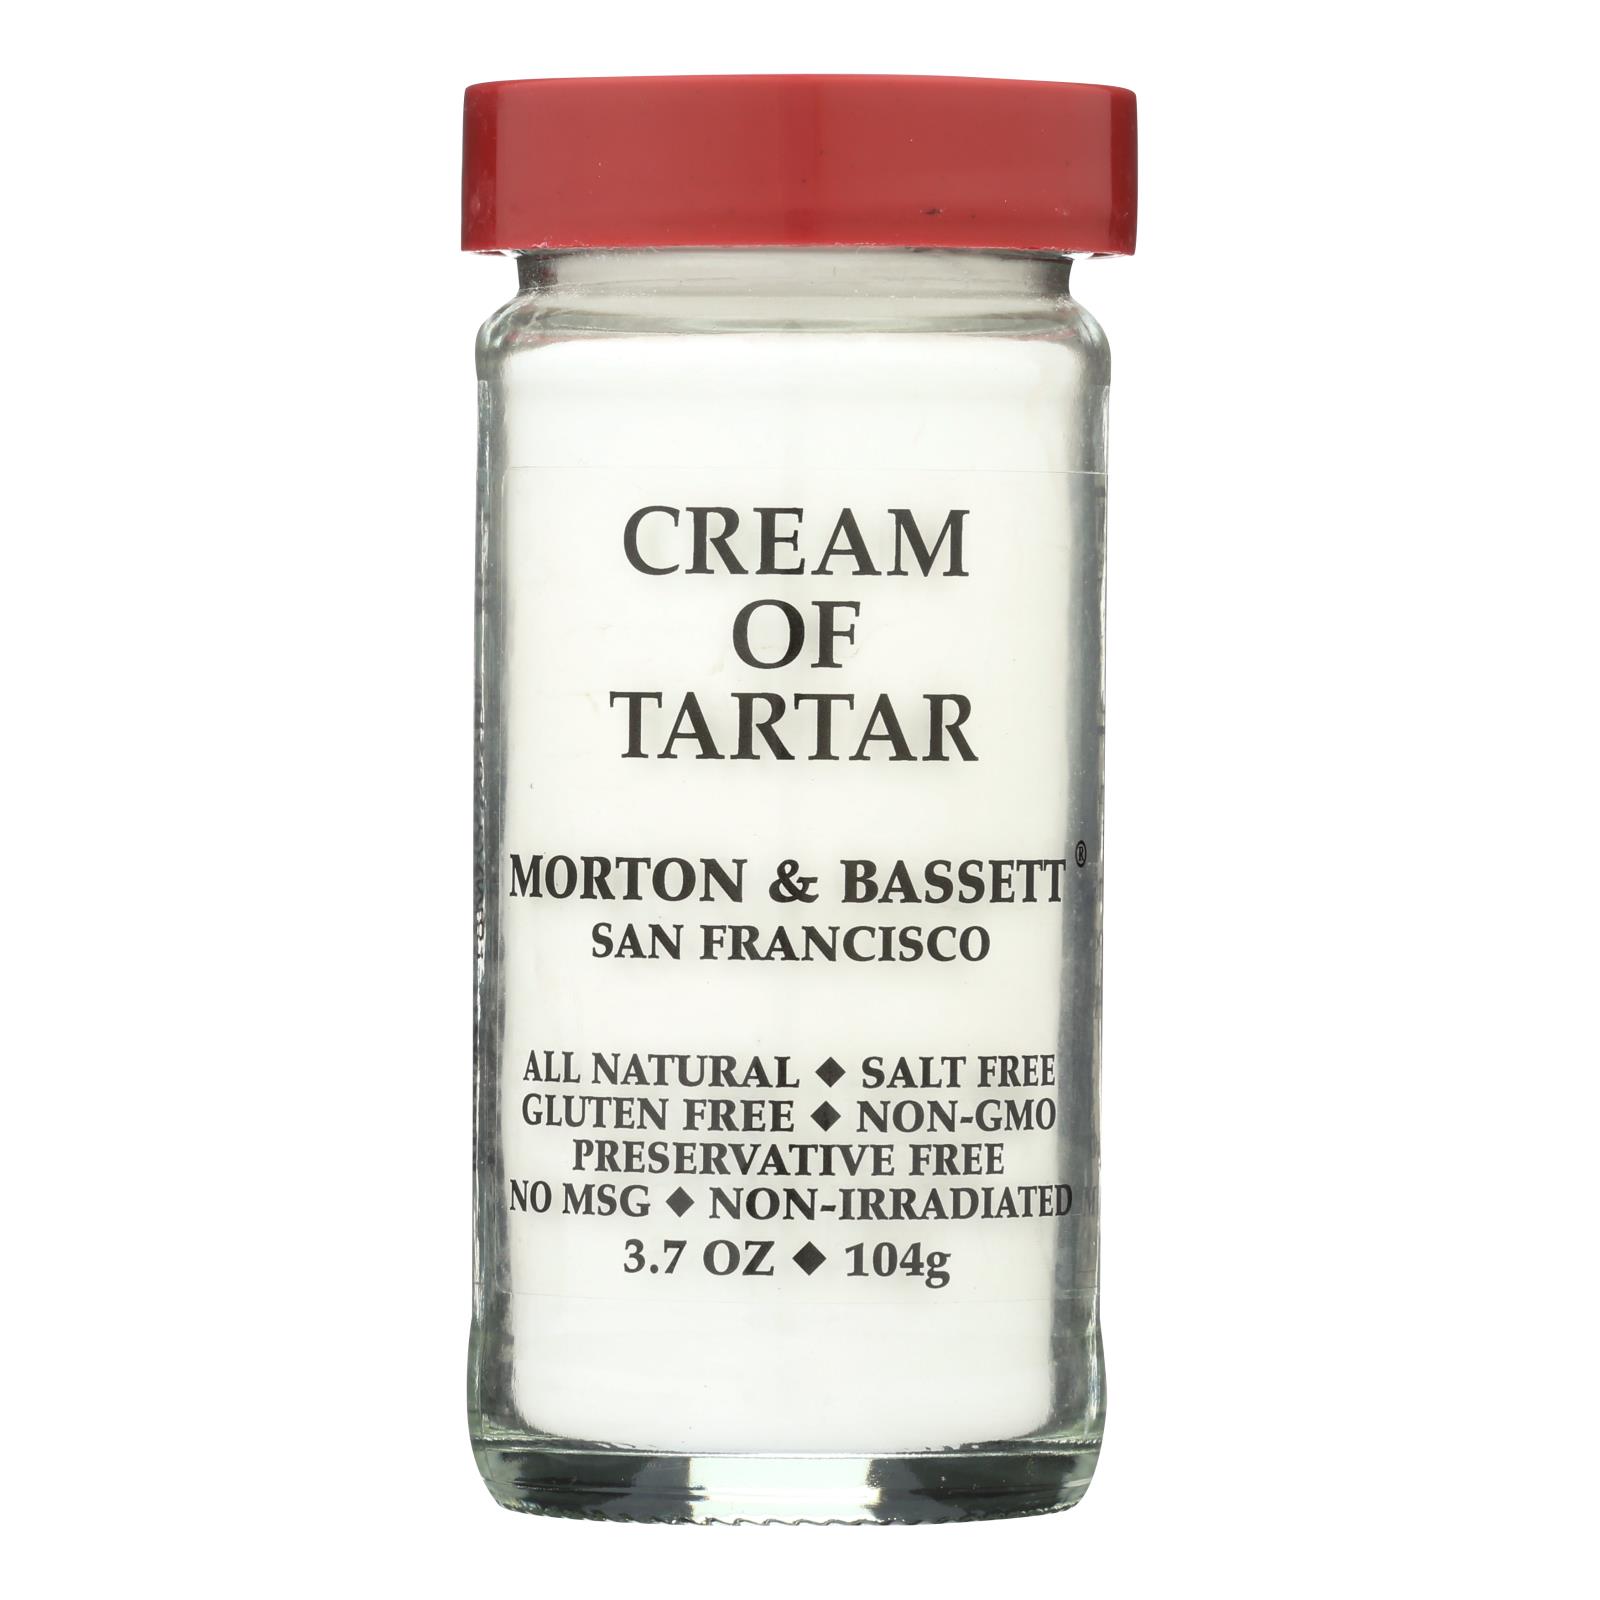 CREAM
OF
TARTAR
MORTON & BASSETT®
SAN FRANCISCO
ALL NATURAL ◆ SALT FREE
GLUTEN FREE ◆ NON-GMO
PRESERVATIVE FREE
NO MSG ◆ NON-IRRADIATED
3.7 OZ ◆ 104g